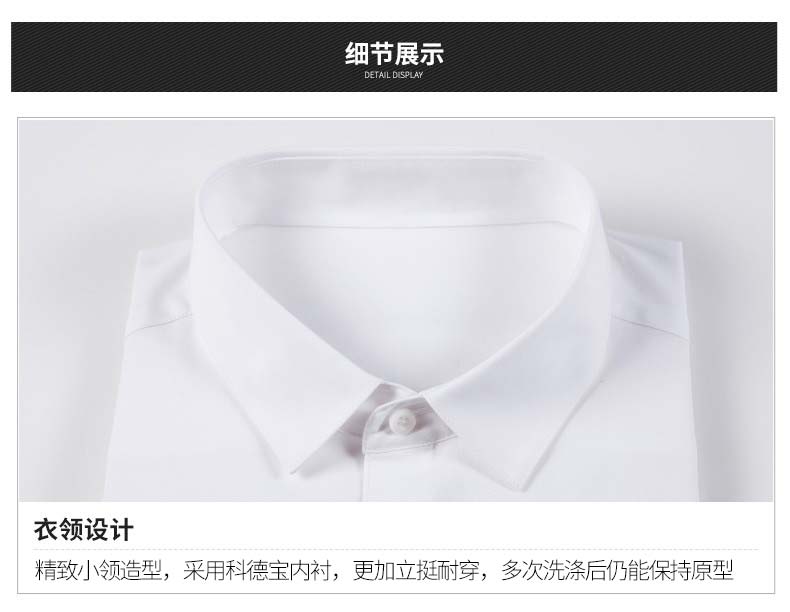 细节展示
DETAIL DISPLAY
衣领设计
精致小领造型，采用科德宝内衬，更加立挺耐穿，多次洗涤后仍能保持原型